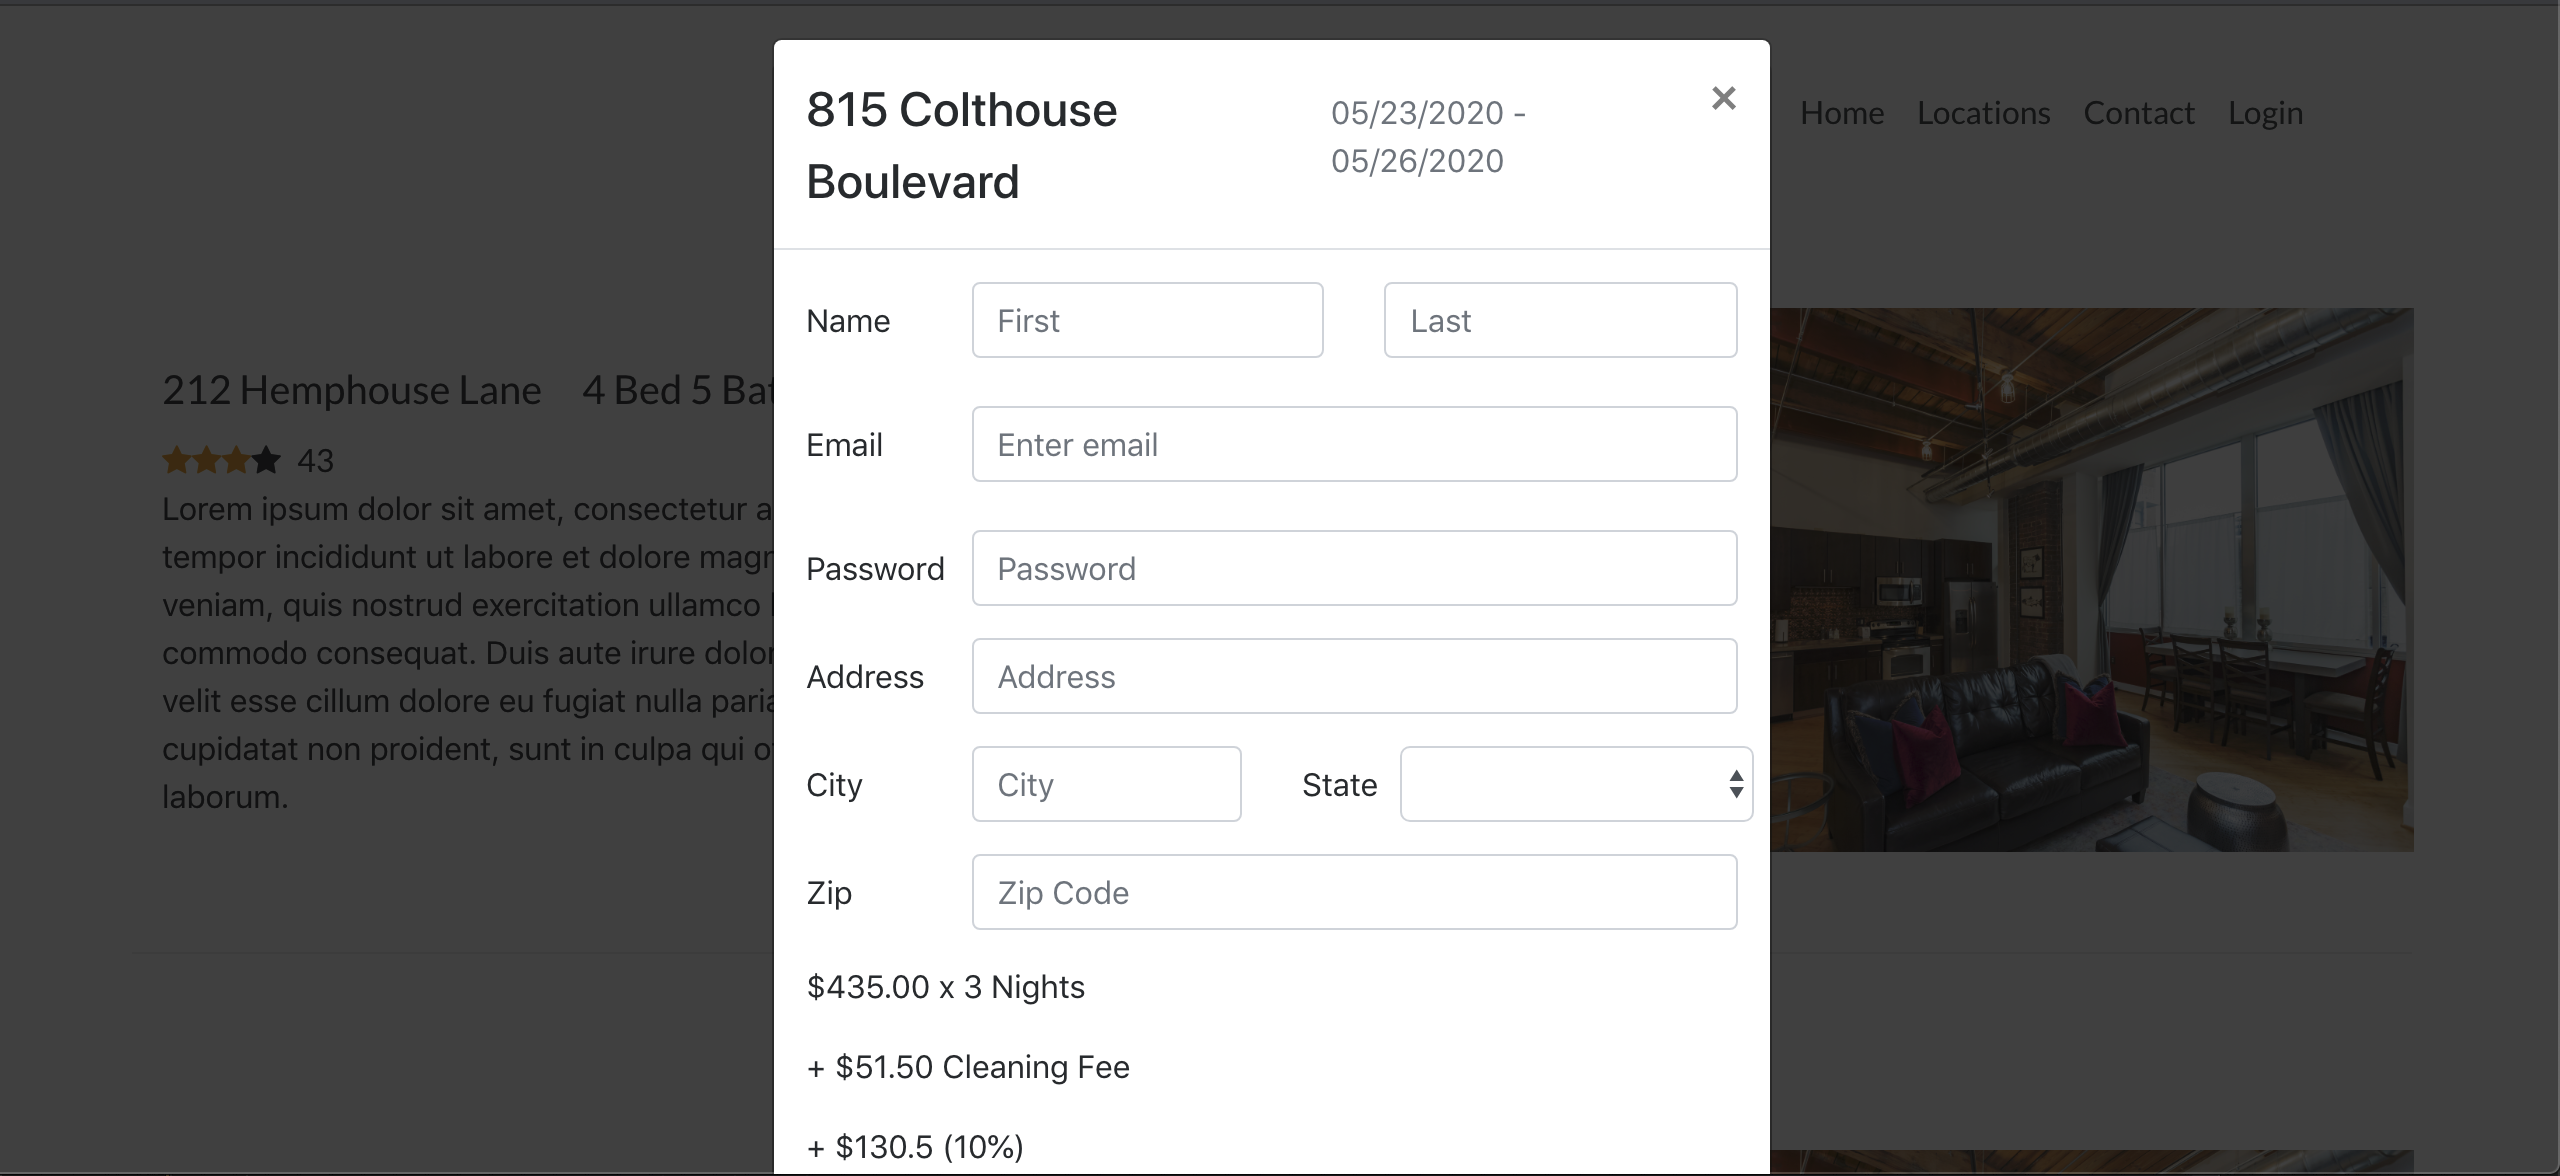 815 Colthouse
Boulevard
05/23/2020 -
05/26/2020
×
Home Locations Contact Login
Name First Last
Email Enter email
Password Password
Address Address
City City State
Zip Zip Code
$435.00 x 3 Nights
+ $51.50 Cleaning Fee
+ $130.5 (10%)
212 Hemphouse Lane 4 Bed 5
43
Lorem ipsum dolor sit amet, consectetur
tempor incididunt ut labore et dolore
veniam, quis nostrud exercitation ullamco
commodo consequat. Duis aute irure
velit esse cillum dolore eu fugiat nulla
cupidatat non proident, sunt in culpa qui
laborum.